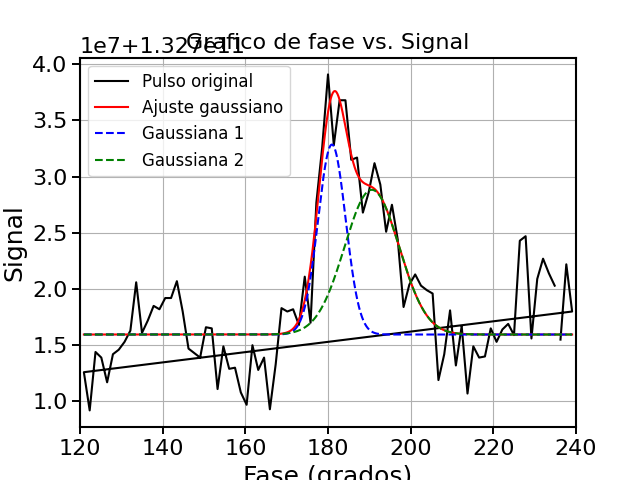 1e7+1.327e11
Grafico de fase vs. Signal
Pulso original
Ajuste gaussiano
Gaussiana 1
Gaussiana 2
4.0
3.5
3.0
2.5
2.0
1.5
1.0
Signal
120 140 160 180 200 220 240
Fase (grados)